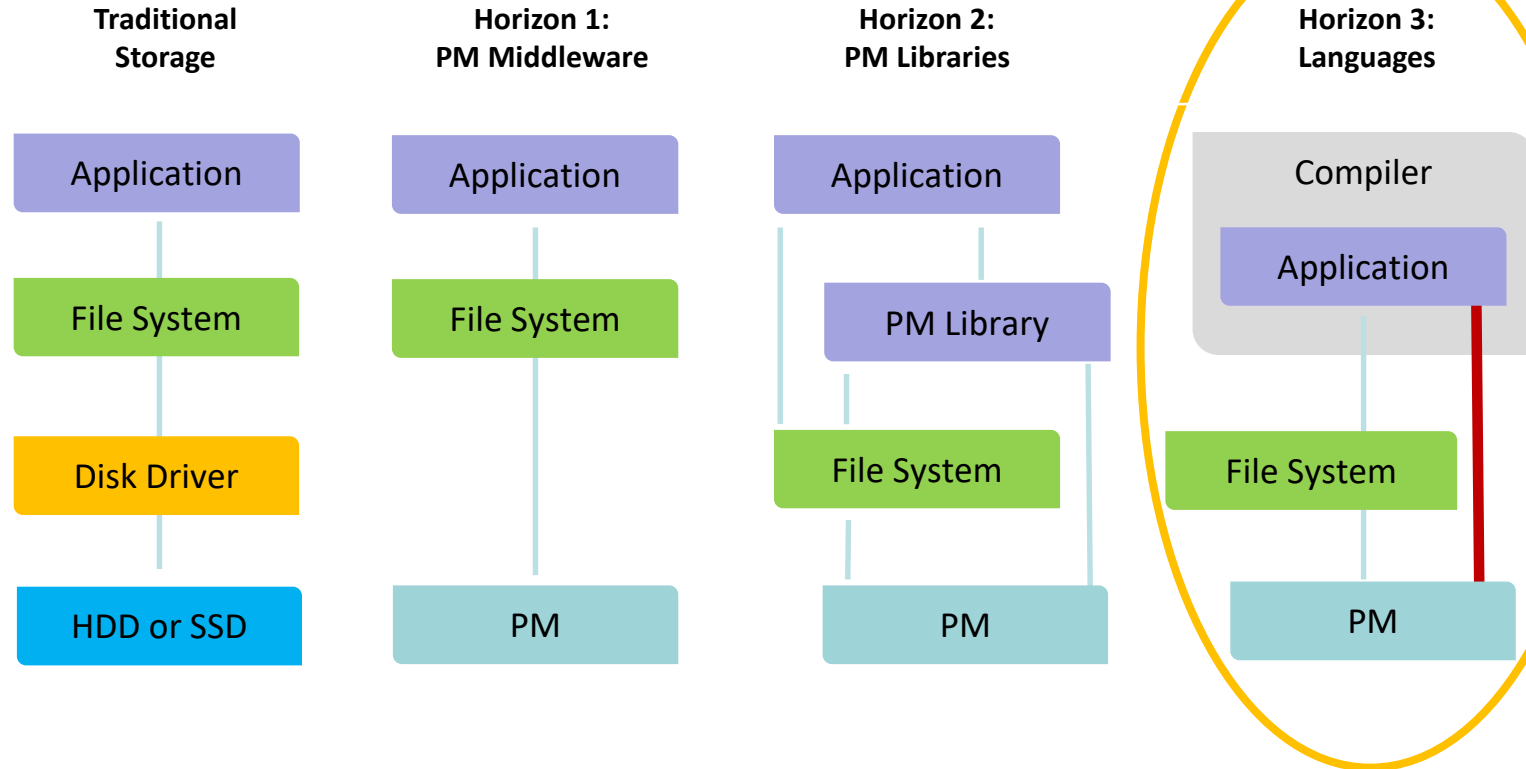 Traditional
Storage
Application
File System
Disk Driver
HDD or SSD
Horizon 1:
PM Middleware
Application
File System
PM
Horizon 2:
PM Libraries
Application
PM Library
File System
PM
Horizon 3:
Languages
Compiler
Application
File System
PM